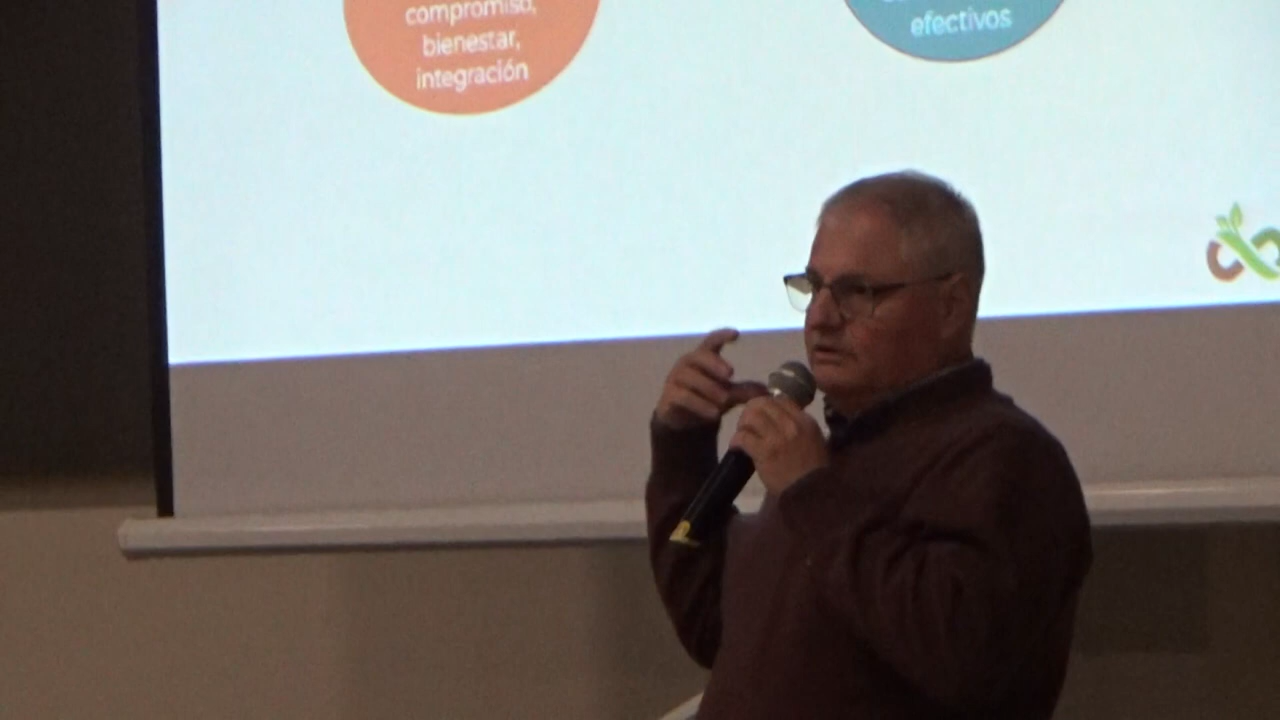 compromiso,
bienestar,
integración
efectivos